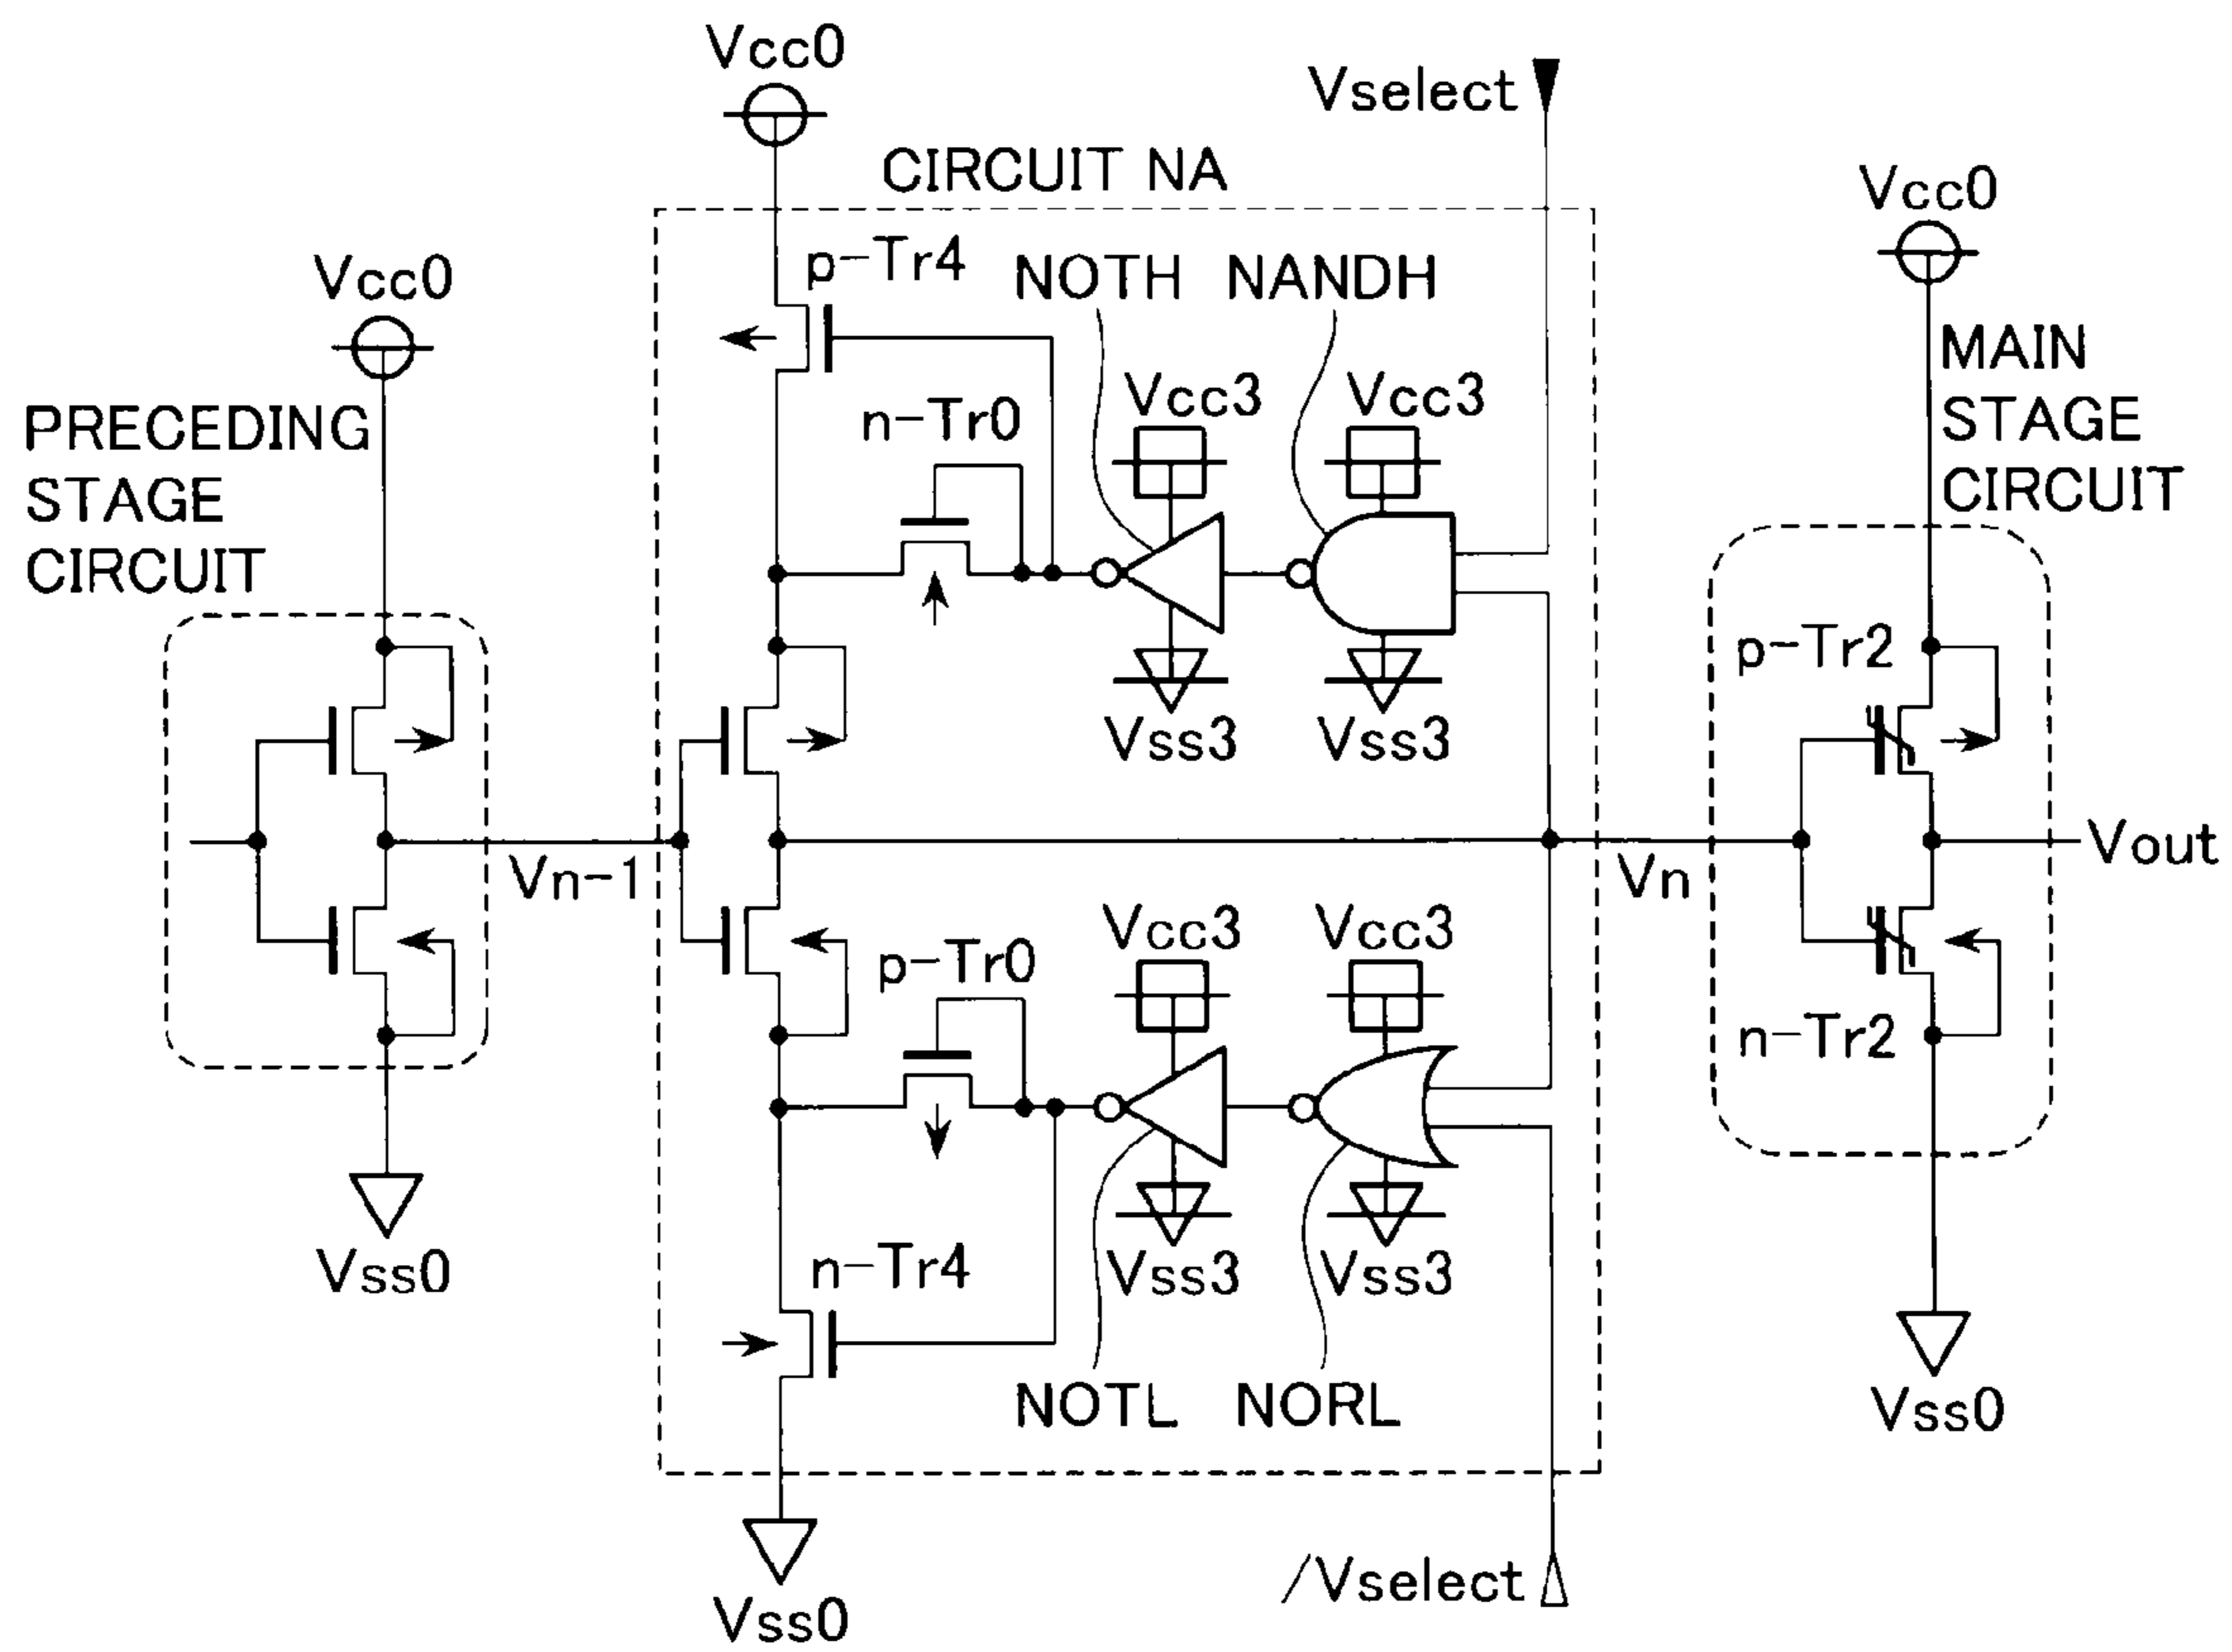 Vcc0
Vselect
CIRCUIT NA
Vcc0
Vcc0
p-Tr4
NOTH
NANDH
MAIN
STAGE
CIRCUIT
PRECEDING
STAGE
CIRCUIT
n-Tr0
Vcc3
Vcc3
p-Tr2
Vss3
Vss3
Vn-1
Vn
Vout
p-Tr0
Vcc3
Vcc3
n-Tr2
Vss0
n-Tr4
Vss3
Vss3
NOTL
NORL
Vss0
/Vselect
Vss0